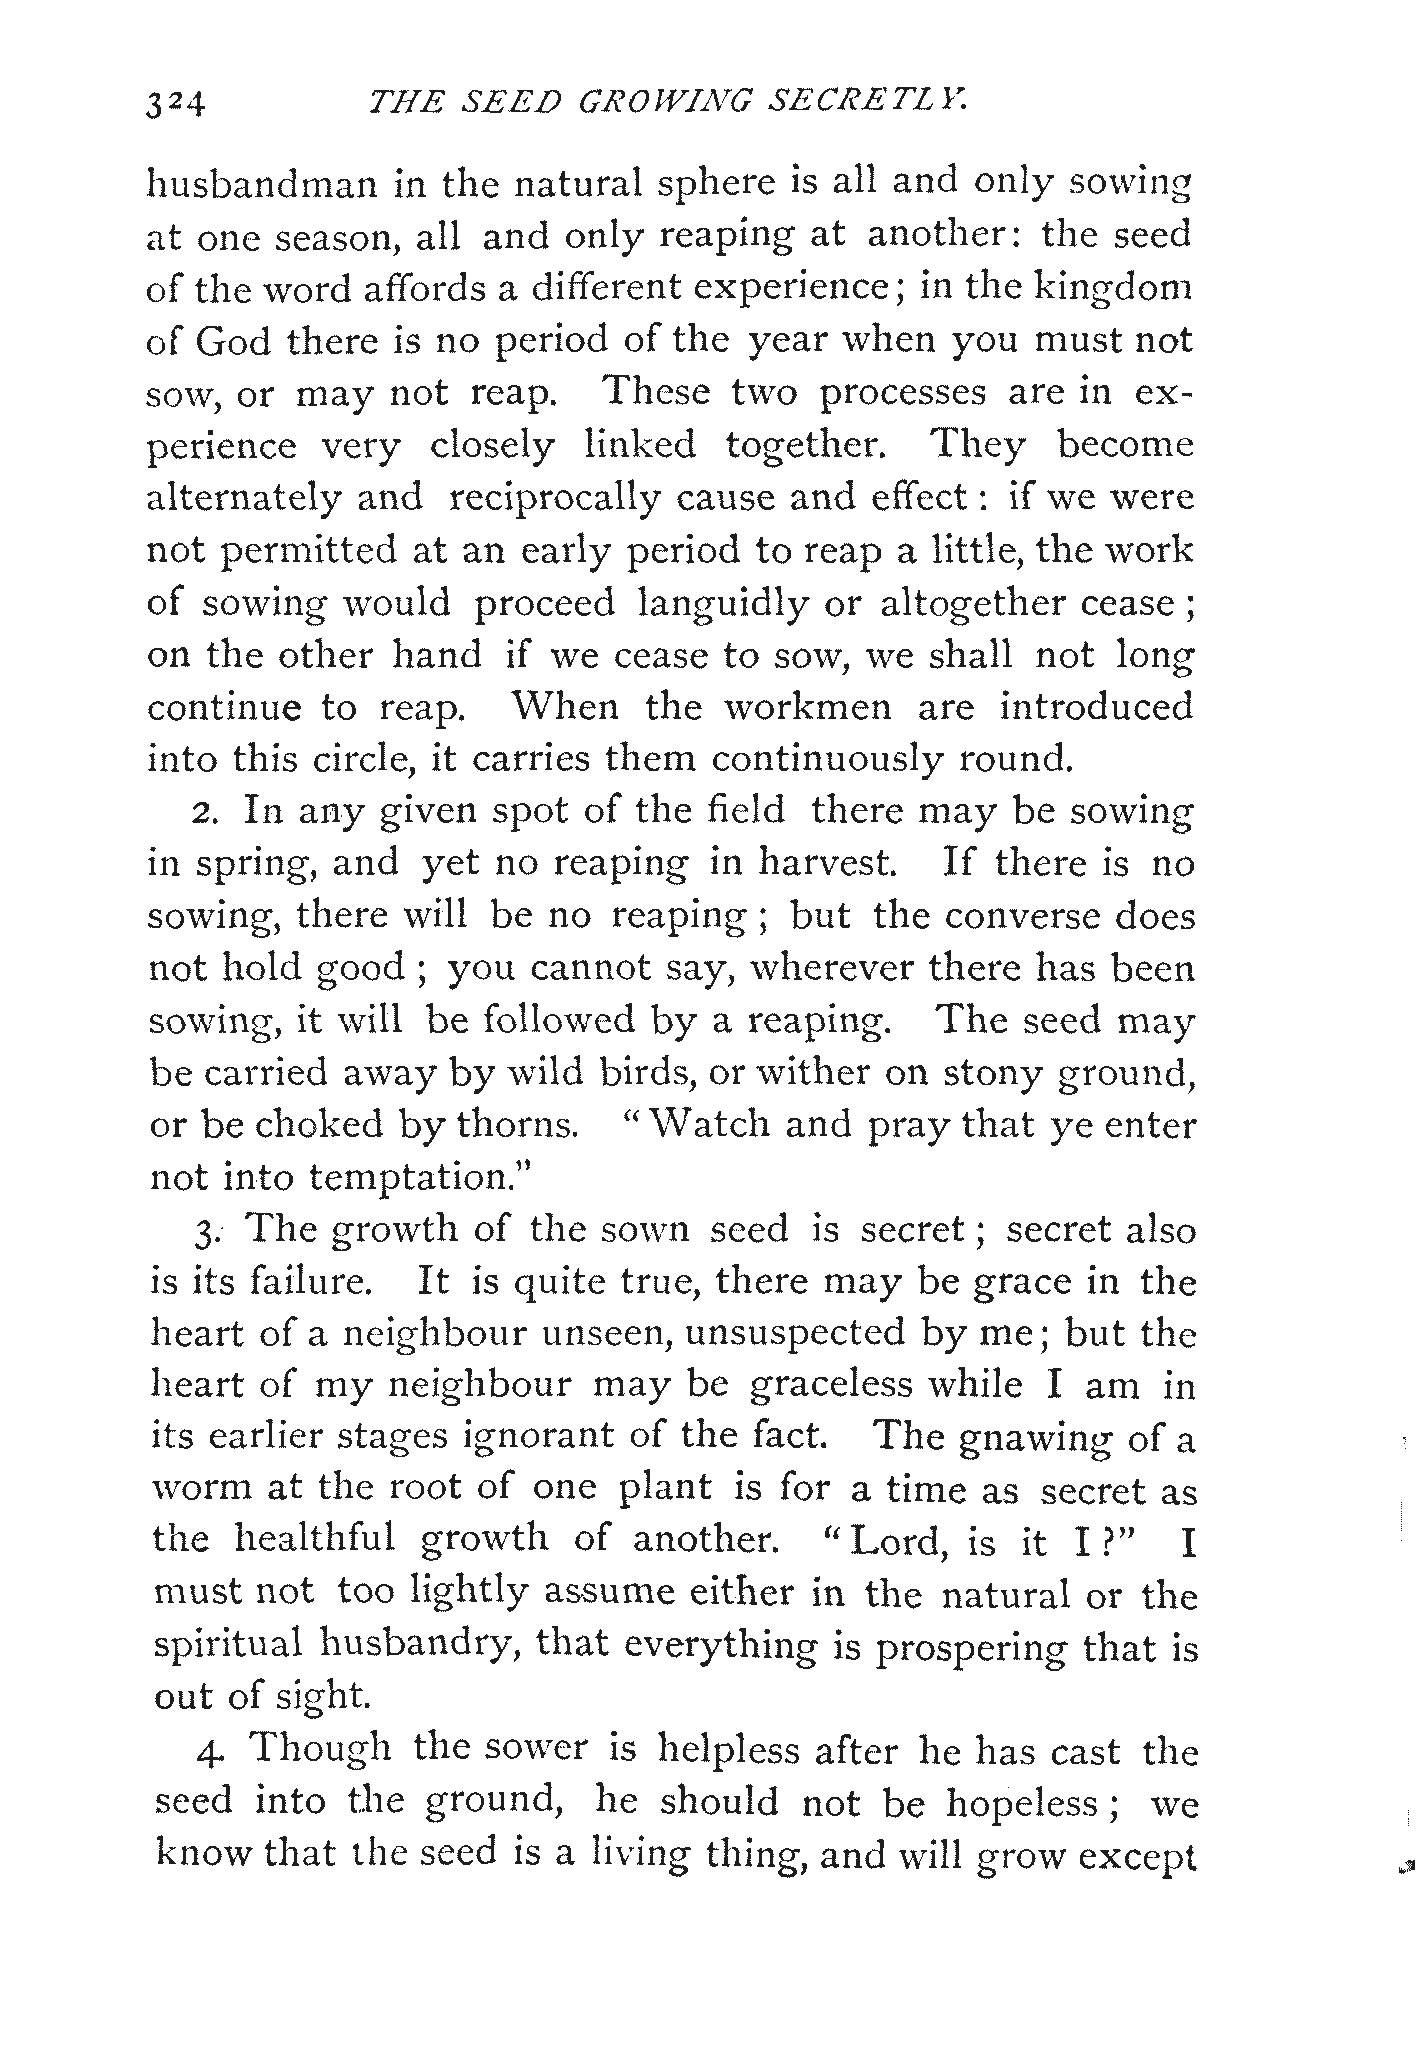 324 THE SEED GROWING SECRETLY.
husbandman in the natural sphere is all and only sowing
at one season, all and only reaping at another: the seed
of the word affords a different experience; in the kingdom
of God there is no period of the year when you must not
sow, or may not reap. These two processes are in ex-
perience very closely linked together. They become
alternately and reciprocally cause and effect : if we were
not permitted at an early period to reap a little, the work
of sowing would proceed languidly or altogether cease ;
on the other hand if we cease to sow, we shall not long
continue to reap. When the workmen are introduced
into this circle, it carries them continuously round.
2. In any given spot of the field there may be sowing
in spring, and yet no reaping in harvest. If there is no
sowing, there will be no reaping ; but the converse does
not hold good ; you cannot say, wherever there has been
sowing, it will be followed by a reaping. The seed may
be carried away by wild birds, or wither on stony ground,
or be choked by thorns. “ Watch and pray that ye enter
not into temptation.”
3. The growth of the sown seed is secret ; secret also
is its failure. It is quite true, there may be grace in the
heart of a neighbour unseen, unsuspected by me ; but the
heart of my neighbour may be graceless while I am in
its earlier stages ignorant of the fact. The gnawing of a
worm at the root of one plant is for a time as secret as
the healthful growth of another. “ Lord, is it I ?” I
must not too lightly assume either in the natural or the
spiritual husbandry, that everything is prospering that is
out of sight.
4. Though the sower is helpless after he has cast the
seed into the ground, he should not be hopeless ; we
know that the seed is a living thing, and will grow except